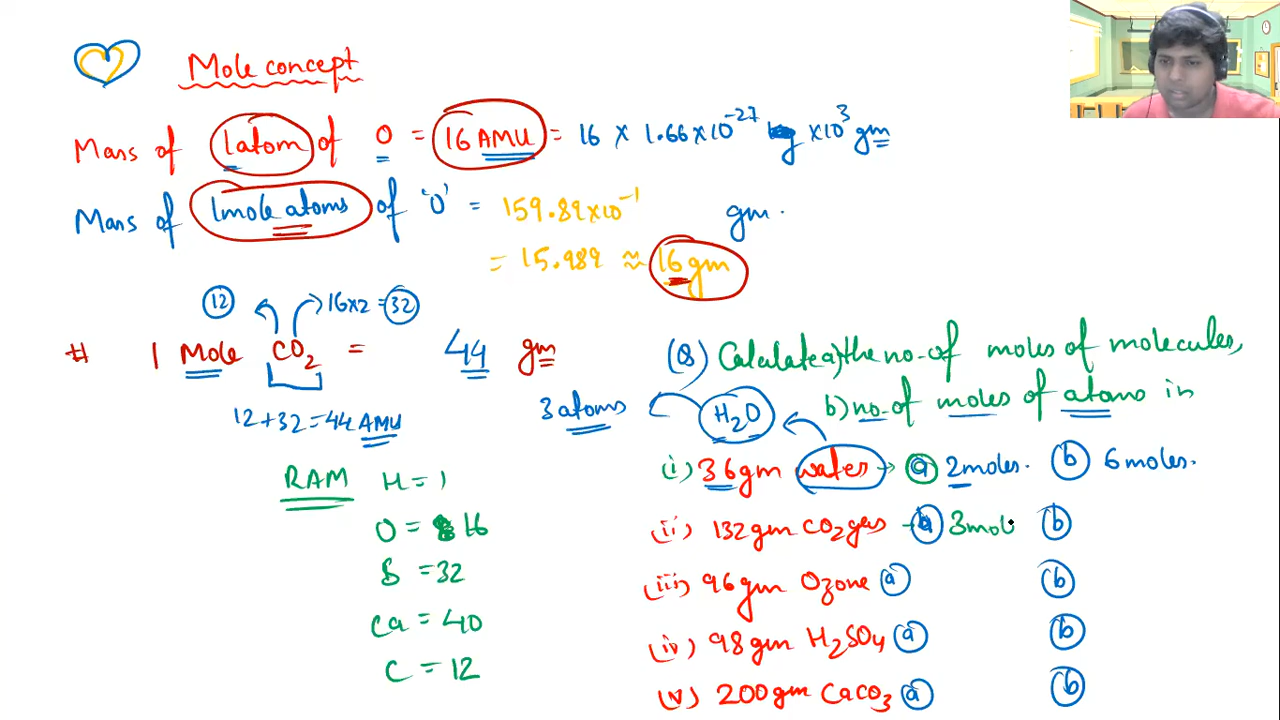 Mole concept
Mass of 1atom of O = 16 AMU = 16 × 1.66×10⁻²⁷ kg ×10³ gm
Mass of 1mole atoms of 'O' = 159.89×10⁻¹ gm.
= 15.989 ≈ 16gm
12 16×2 = 32
# 1 Mole CO₂ = 44 gm
12+32=44 AMU
RAM H = 1
O = 16
S = 32
Ca = 40
C = 12
(Q) Calculate a) the no. of moles of molecules,
b) no. of moles of atoms in
3 atoms H₂O
(i) 36gm water → a 2moles. b 6 moles.
(ii) 132gm CO₂ gas → a 3mol b
(iii) 96gm Ozone a b
(iv) 98gm H₂SO₄ a b
(v) 200gm CaCO₃ a b